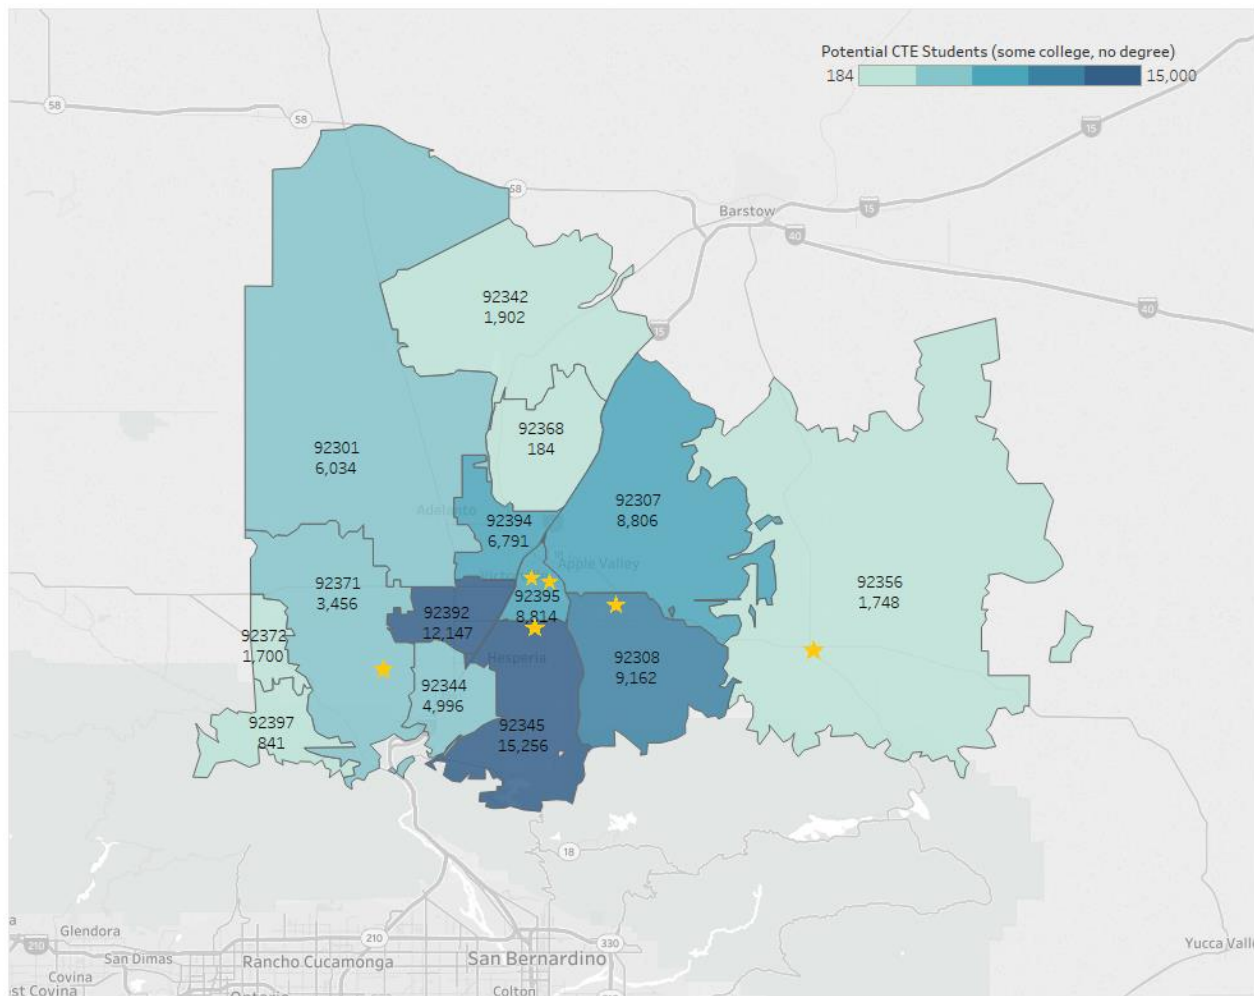 Potential CTE Students (some college, no degree)
184
15,000
58
58
58
15
15
Barstow
40
40
15
92342
1,902
92368
184
92301
6,034
92307
8,806
Adelanto
92394
6,791
Apple Valley
92371
3,456
92395
8,814
92356
1,748
92392
12,147
92372
1,700
Hesperia
92308
9,162
92344
4,996
92397
841
92345
15,256
18
a
Glendora
210
210
330
San Dimas
Rancho Cucamonga
San Bernardino
Yucca Valle
Covina
st Covina
Ontario
Colton